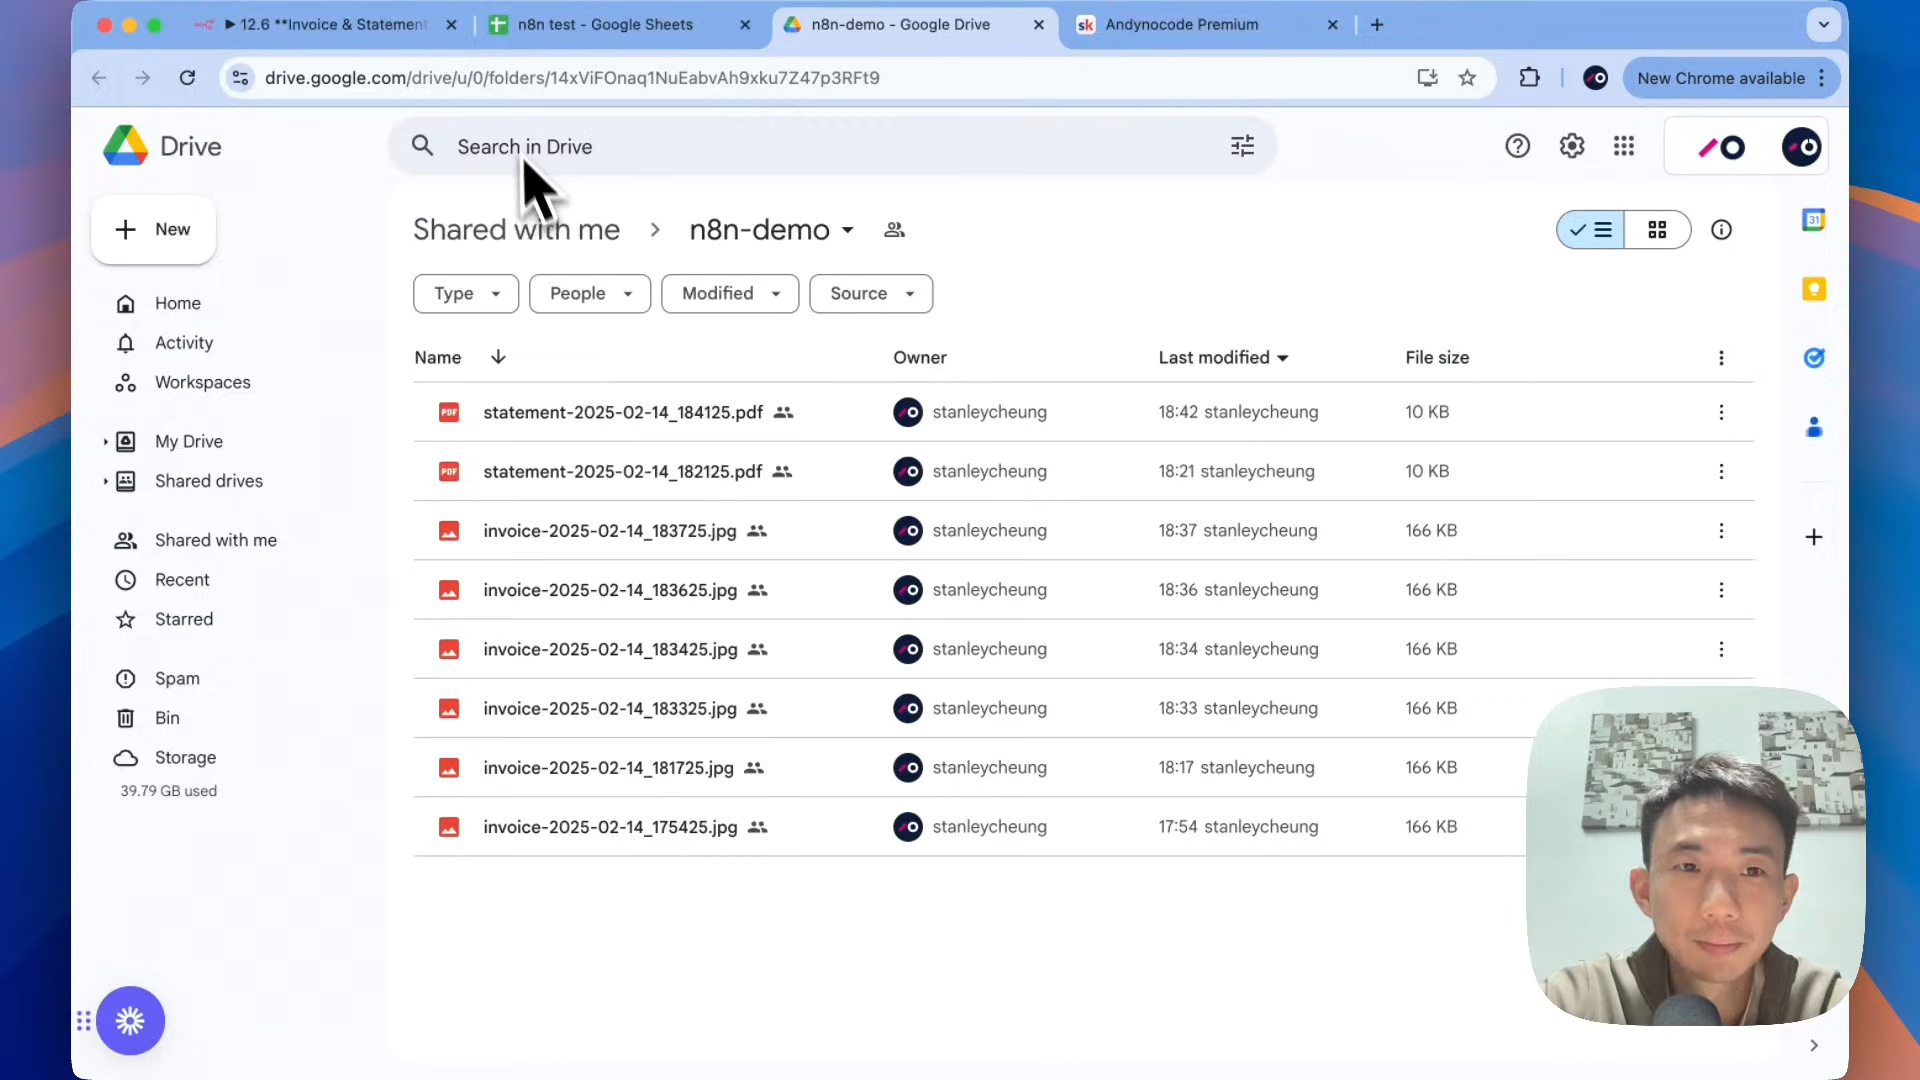 12.6 **Invoice & Statement
n8n test - Google Sheets
n8n-demo - Google Drive
sk Andynocode Premium
drive.google.com/drive/u/0/folders/14xViFOnaq1NuEabvAh9xku7Z47p3RFt9
New Chrome available
Drive
Search in Drive
New
Shared with me
n8n-demo
Type
People
Modified
Source
Home
Activity
Workspaces
My Drive
Shared drives
Shared with me
Recent
Starred
Spam
Bin
Storage
39.79 GB used
Name Owner Last modified File size
PDF statement-2025-02-14_184125.pdf stanleycheung 18:42 stanleycheung 10 KB
PDF statement-2025-02-14_182125.pdf stanleycheung 18:21 stanleycheung 10 KB
invoice-2025-02-14_183725.jpg stanleycheung 18:37 stanleycheung 166 KB
invoice-2025-02-14_183625.jpg stanleycheung 18:36 stanleycheung 166 KB
invoice-2025-02-14_183425.jpg stanleycheung 18:34 stanleycheung 166 KB
invoice-2025-02-14_183325.jpg stanleycheung 18:33 stanleycheung 166 KB
invoice-2025-02-14_181725.jpg stanleycheung 18:17 stanleycheung 166 KB
invoice-2025-02-14_175425.jpg stanleycheung 17:54 stanleycheung 166 KB
31